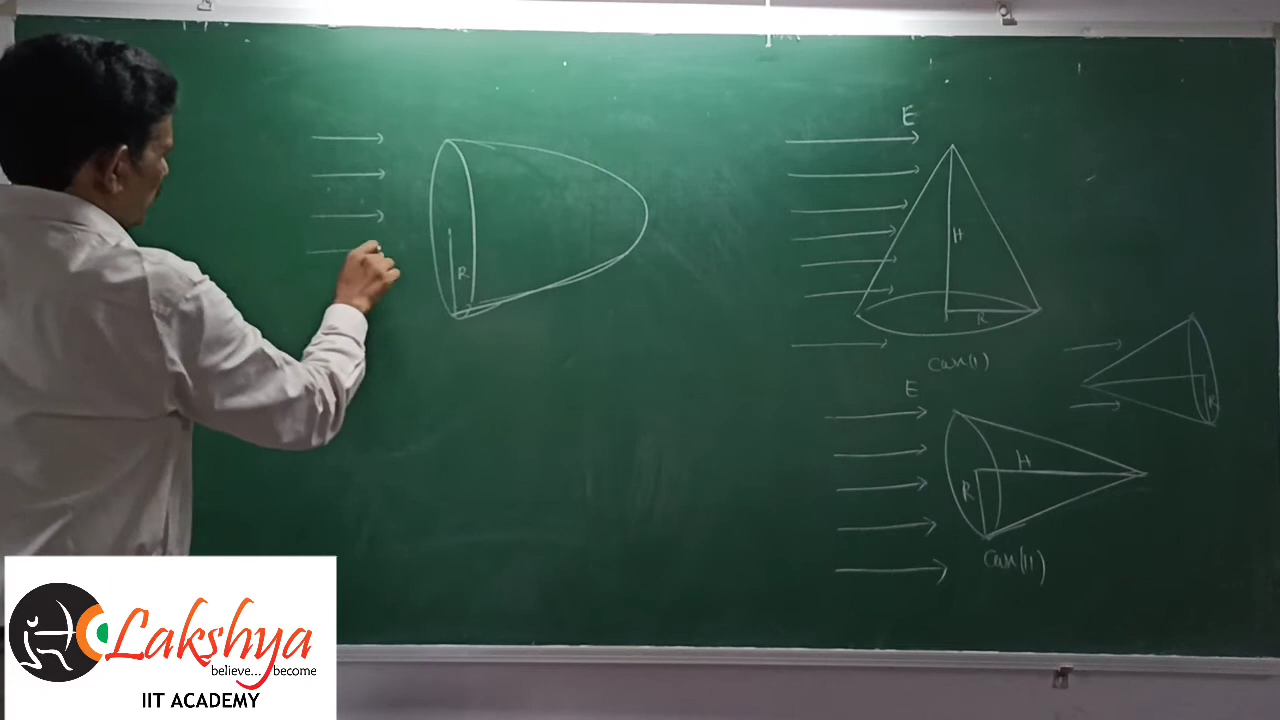 R
E
H
R
Case(I)
E
R
H
R
Case(II)
Lakshya
believe... become
IIT ACADEMY